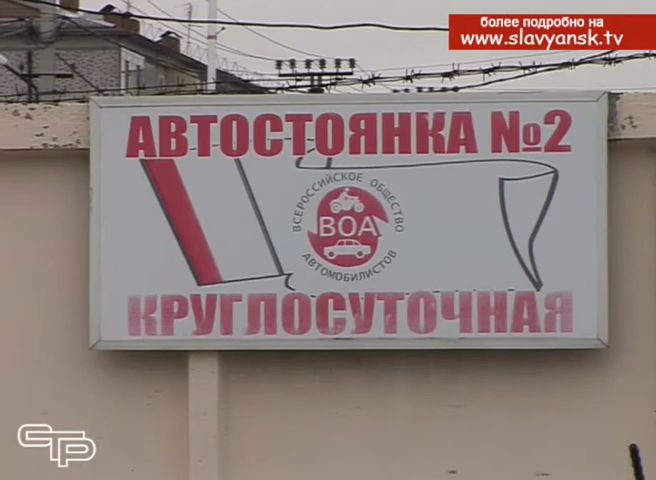 более подробно на
www.slavyansk.tv
АВТОСТОЯНКА №2
ВСЕРОССИЙСКОЕ ОБЩЕСТВО
ВОА
АВТОМОБИЛИСТОВ
КРУГЛОСУТОЧНАЯ
СТР